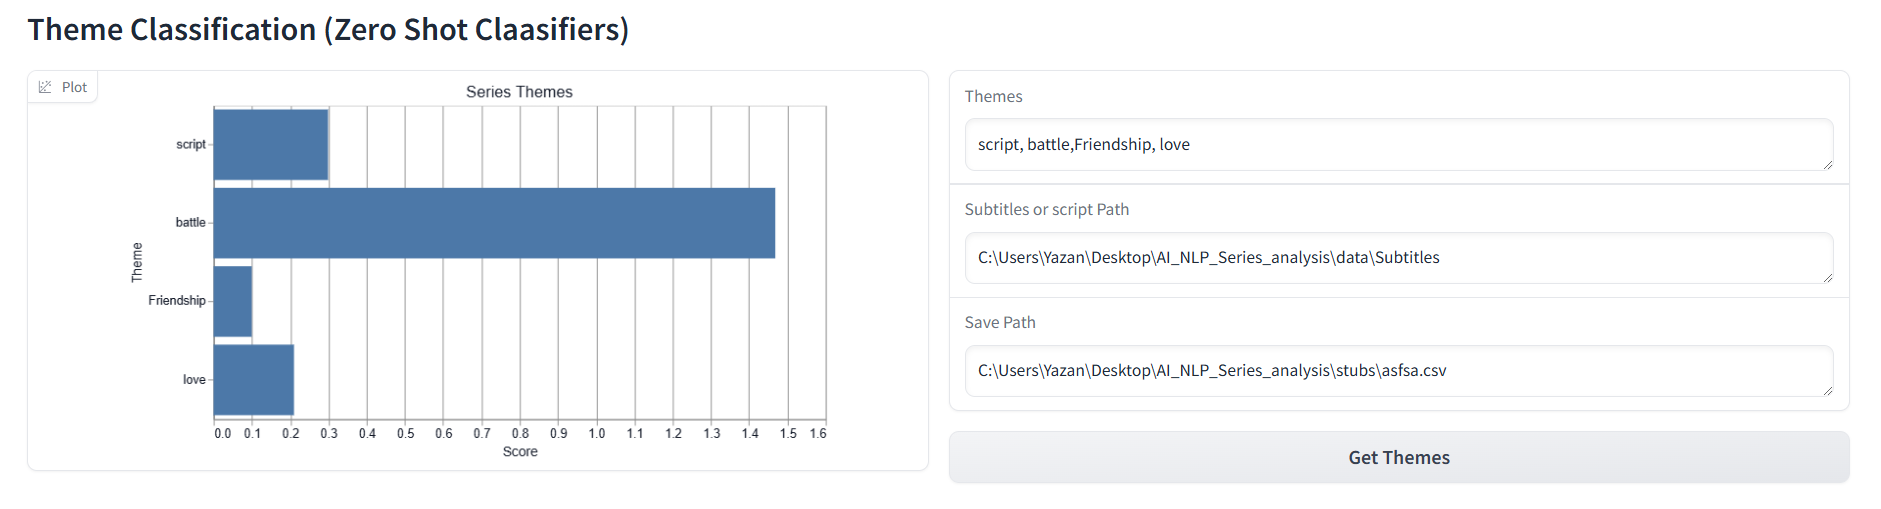 Theme Classification (Zero Shot Claasifiers)
Plot
Series Themes
script
battle
Friendship
love
Theme
0.0 0.1 0.2 0.3 0.4 0.5 0.6 0.7 0.8 0.9 1.0 1.1 1.2 1.3 1.4 1.5 1.6
Score
Themes
script, battle,Friendship, love
Subtitles or script Path
C:\Users\Yazan\Desktop\AI_NLP_Series_analysis\data\Subtitles
Save Path
C:\Users\Yazan\Desktop\AI_NLP_Series_analysis\stubs\asfsa.csv
Get Themes